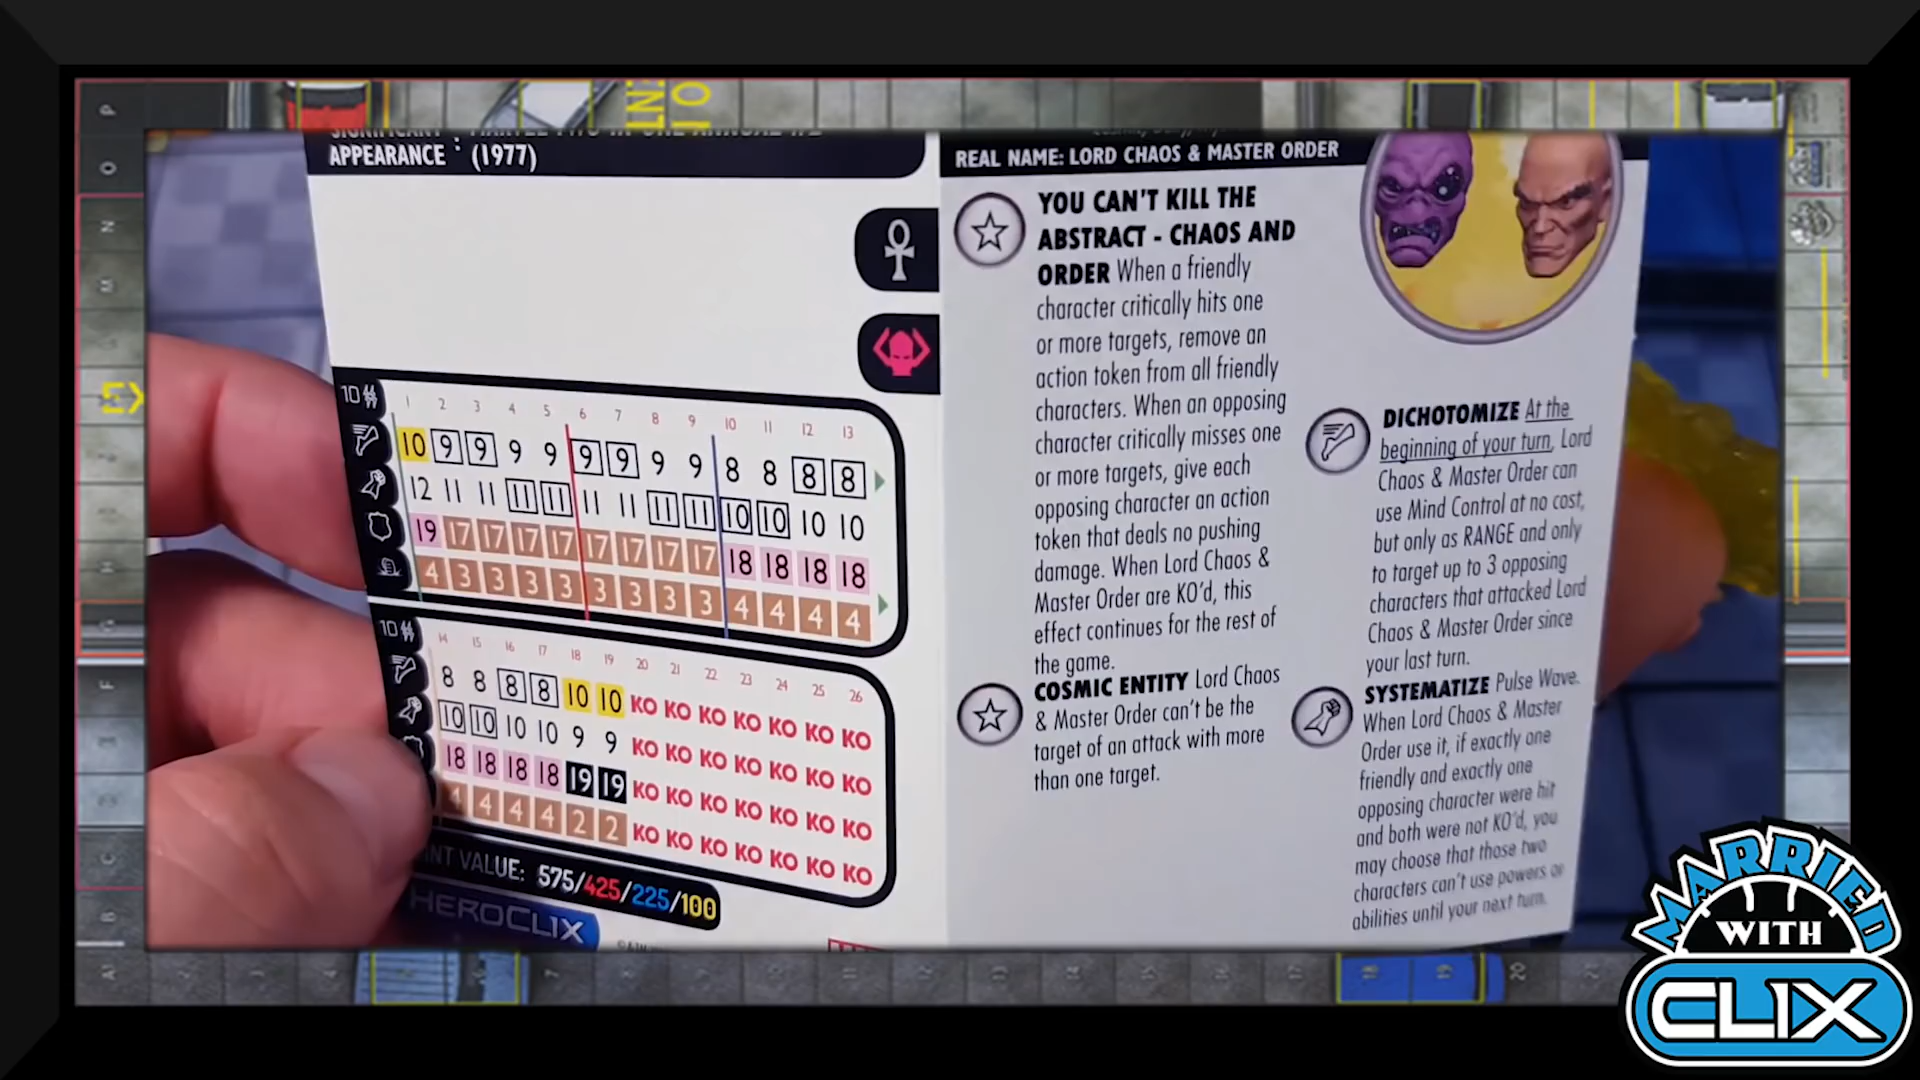 APPEARANCE : (1977)
REAL NAME: LORD CHAOS & MASTER ORDER
YOU CAN'T KILL THE
ABSTRACT - CHAOS AND
ORDER When a friendly
character critically hits one
or more targets, remove an
action token from all friendly
characters. When an opposing
character critically misses one
or more targets, give each
opposing character an action
token that deals no pushing
damage. When Lord Chaos &
Master Order are KO'd, this
effect continues for the rest of
the game.
COSMIC ENTITY Lord Chaos
& Master Order can't be the
target of an attack with more
than one target.
DICHOTOMIZE At the
beginning of your turn, Lord
Chaos & Master Order can
use Mind Control at no cost,
but only as RANGE and only
to target up to 3 opposing
characters that attacked Lord
Chaos & Master Order since
your last turn.
SYSTEMATIZE Pulse Wave.
When Lord Chaos & Master
Order use it, if exactly one
friendly and exactly one
opposing character were hit
and both were not KO'd, you
may choose that those two
characters can't use powers or
abilities until your next turn.
10 1 2 3 4 5 6 7 8 9 10 11 12 13
10 9 9 9 9 9 9 9 9 8 8 8 8
12 11 11 11 11 11 11 11 11 10 10 10 10
19 17 17 17 17 17 17 17 17 18 18 18 18
4 3 3 3 3 3 3 3 3 4 4 4 4
10 14 15 16 17 18 19 20 21 22 23 24 25 26
8 8 8 8 10 10 KO KO KO KO KO KO KO
10 10 10 10 9 9 KO KO KO KO KO KO KO
18 18 18 18 19 19 KO KO KO KO KO KO KO
4 4 4 4 2 2 KO KO KO KO KO KO KO
VALUE: 575/425/225/100
HEROCLIX
MARRIED
WITH
CLIX